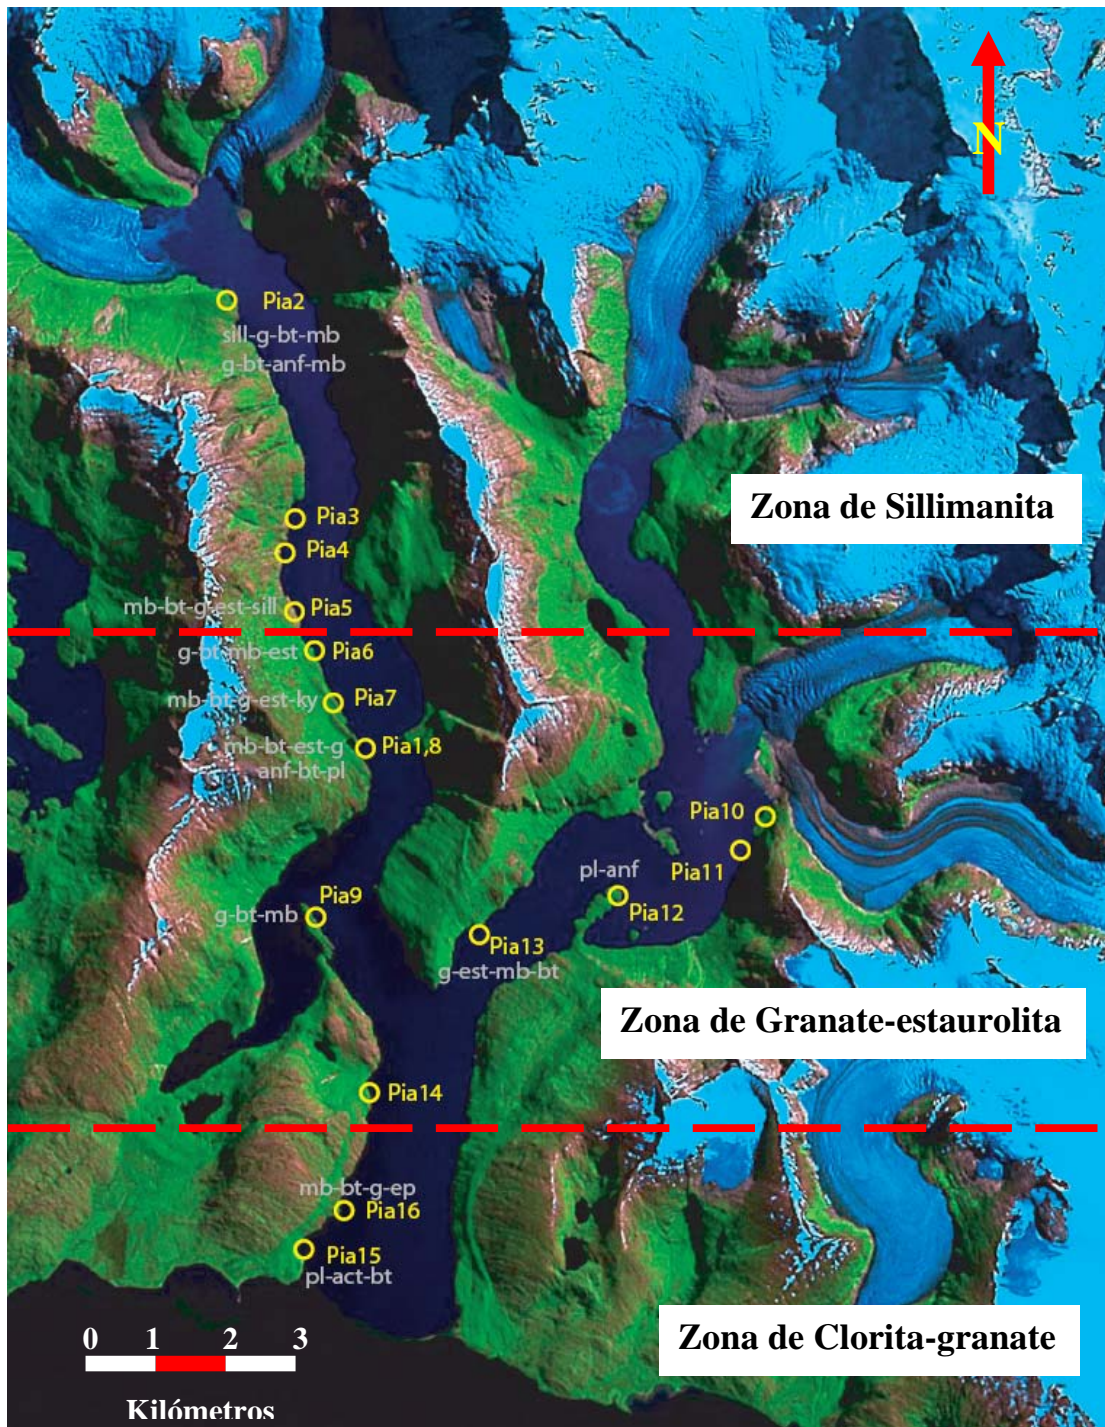 N
Pia2
sill-g-bt-mb
g-bt-anf-mb
Zona de Sillimanita
Pia3
Pia4
mb-bt-g-est-sill
Pia5
g-bt-mb-est
Pia6
mb-bt-g-est-ky
Pia7
mb-bt-est-g
Pia1,8
anf-bt-pl
Pia10
Pia11
pl-anf
Pia12
Pia9
g-bt-mb
Pia13
g-est-mb-bt
Zona de Granate-estaurolita
Pia14
mb-bt-g-ep
Pia16
Pia15
pl-act-bt
Zona de Clorita-granate
0 1 2 3
Kilómetros